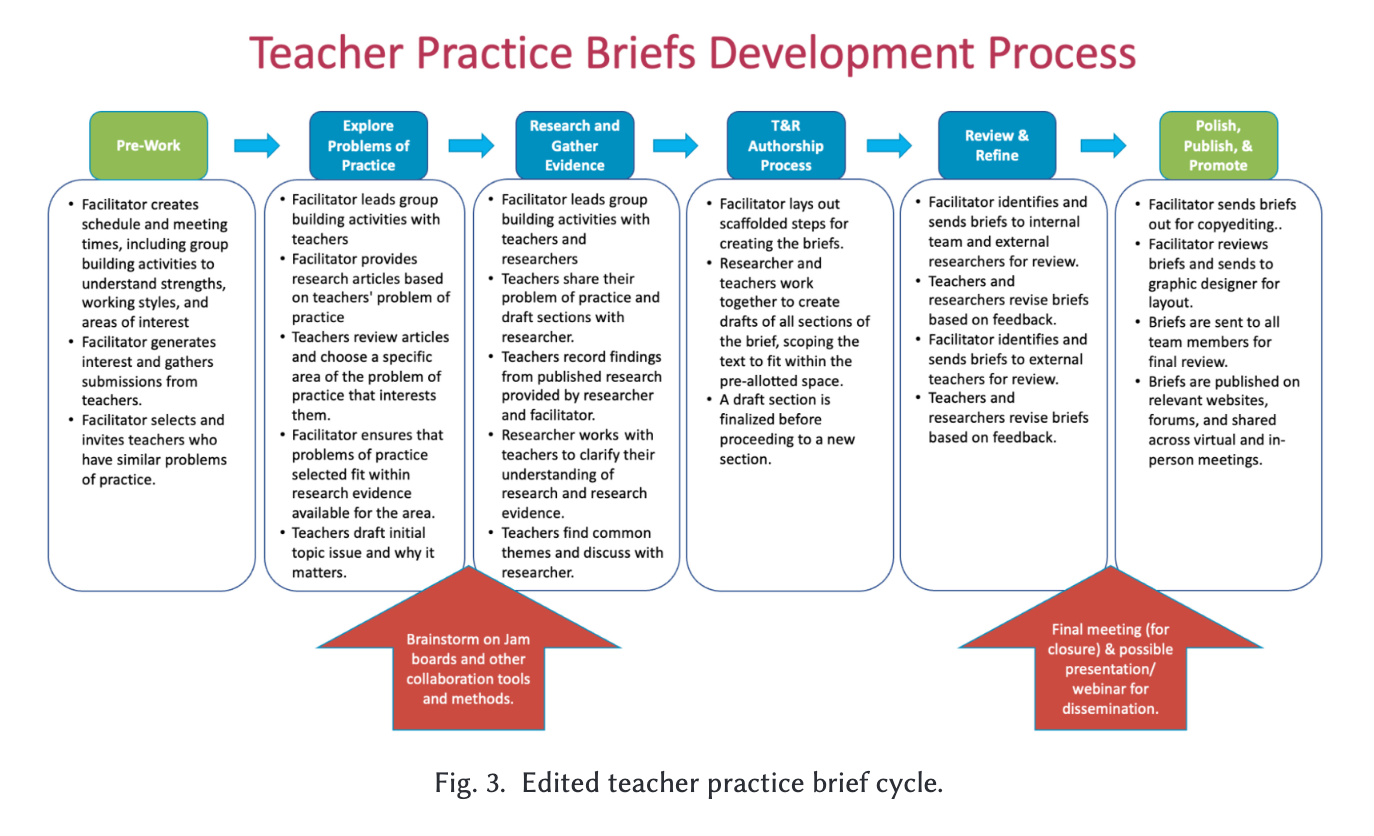 Teacher Practice Briefs Development Process
Pre-Work
• Facilitator creates
schedule and meeting
times, including group
building activities to
understand strengths,
working styles, and
areas of interest
• Facilitator generates
interest and gathers
submissions from
teachers.
• Facilitator selects and
invites teachers who
have similar problems
of practice.
Explore
Problems of
Practice
• Facilitator leads group
building activities with
teachers
• Facilitator provides
research articles based
on teachers' problem of
practice
• Teachers review articles
and choose a specific
area of the problem of
practice that interests
them.
• Facilitator ensures that
problems of practice
selected fit within
research evidence
available for the area.
• Teachers draft initial
topic issue and why it
matters.
Research and
Gather
Evidence
• Facilitator leads group
building activities with
teachers and
researchers
• Teachers share their
problem of practice and
draft sections with
researcher.
• Teachers record findings
from published research
provided by researcher
and facilitator.
• Researcher works with
teachers to clarify their
understanding of
research and research
evidence.
• Teachers find common
themes and discuss with
researcher.
T&R
Authorship
Process
• Facilitator lays out
scaffolded steps for
creating the briefs.
• Researcher and
teachers work
together to create
drafts of all sections of
the brief, scoping the
text to fit within the
pre-allotted space.
• A draft section is
finalized before
proceeding to a new
section.
Review &
Refine
• Facilitator identifies and
sends briefs to internal
team and external
researchers for review.
• Teachers and
researchers revise briefs
based on feedback.
• Facilitator identifies and
sends briefs to external
teachers for review.
• Teachers and
researchers revise briefs
based on feedback.
Polish,
Publish, &
Promote
• Facilitator sends briefs
out for copyediting..
• Facilitator reviews
briefs and sends to
graphic designer for
layout.
• Briefs are sent to all
team members for
final review.
• Briefs are published on
relevant websites,
forums, and shared
across virtual and in-
person meetings.
Brainstorm on Jam
boards and other
collaboration tools
and methods.
Final meeting (for
closure) & possible
presentation/
webinar for
dissemination.
Fig. 3. Edited teacher practice brief cycle.